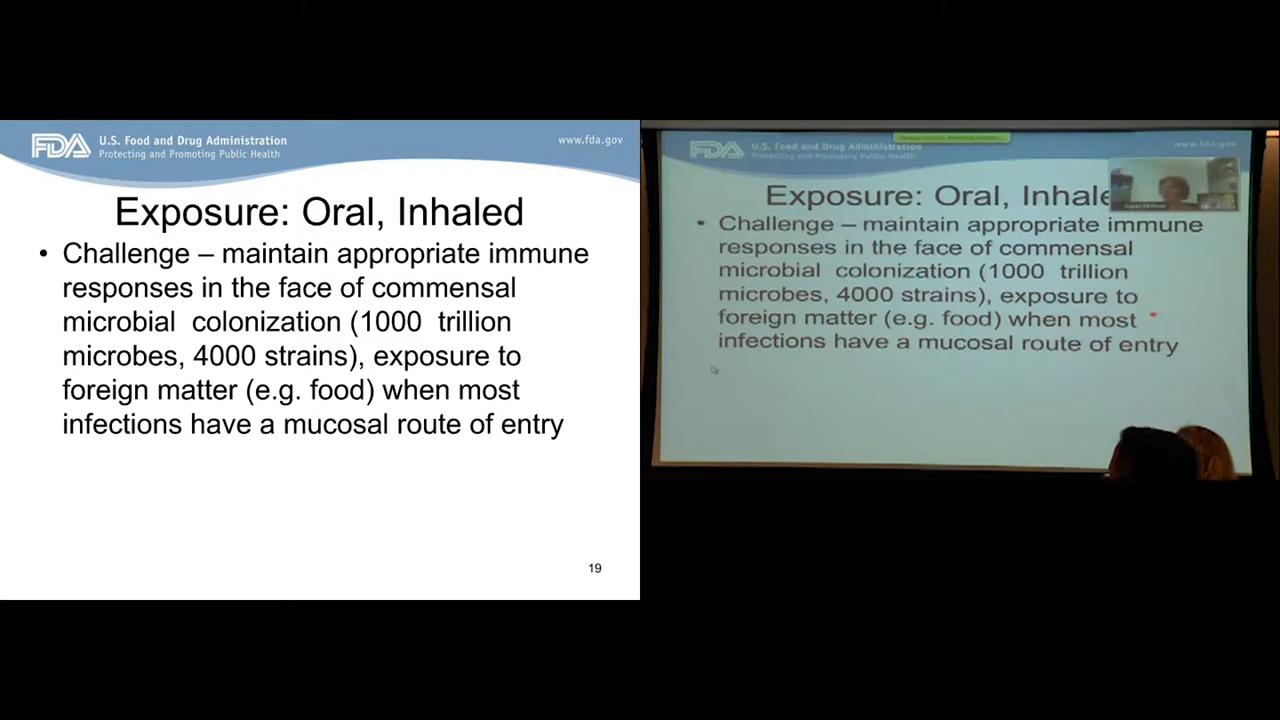 FDA U.S. Food and Drug Administration
Protecting and Promoting Public Health
www.fda.gov
Exposure: Oral, Inhaled
• Challenge – maintain appropriate immune
responses in the face of commensal
microbial colonization (1000 trillion
microbes, 4000 strains), exposure to
foreign matter (e.g. food) when most
infections have a mucosal route of entry
19
FDA U.S. Food and Drug Administration
Protecting and Promoting Public Health
www.fda.gov
Exposure: Oral, Inhale
• Challenge – maintain appropriate immune
responses in the face of commensal
microbial colonization (1000 trillion
microbes, 4000 strains), exposure to
foreign matter (e.g. food) when most
infections have a mucosal route of entry